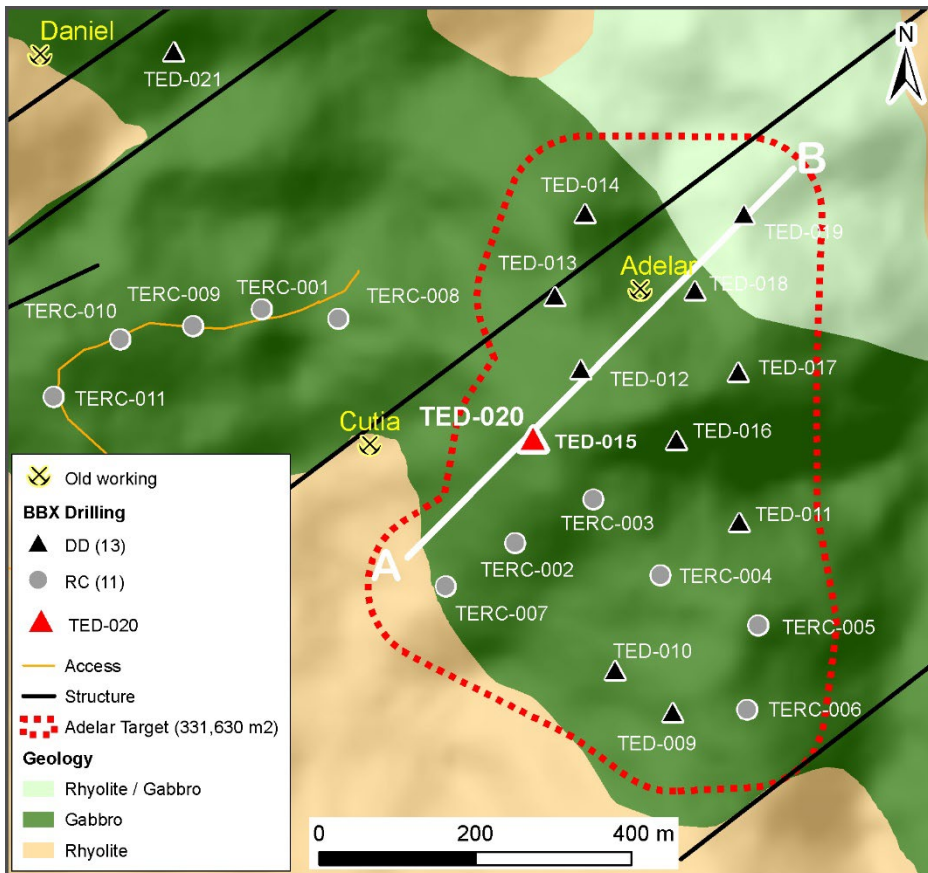 Daniel
TED-021
N
B
TED-014
TED-019
TED-013
Adelar
TED-018
TERC-001
TERC-009
TERC-008
TERC-010
TED-012
TED-017
TERC-011
Cutia
TED-020
TED-015
TED-016
TERC-003
TED-011
A
TERC-002
TERC-004
TERC-007
TERC-005
TED-010
TERC-006
TED-009
Old working
BBX Drilling
DD (13)
RC (11)
TED-020
Access
Structure
Adelar Target (331,630 m2)
Geology
Rhyolite / Gabbro
Gabbro
Rhyolite
0 200 400 m